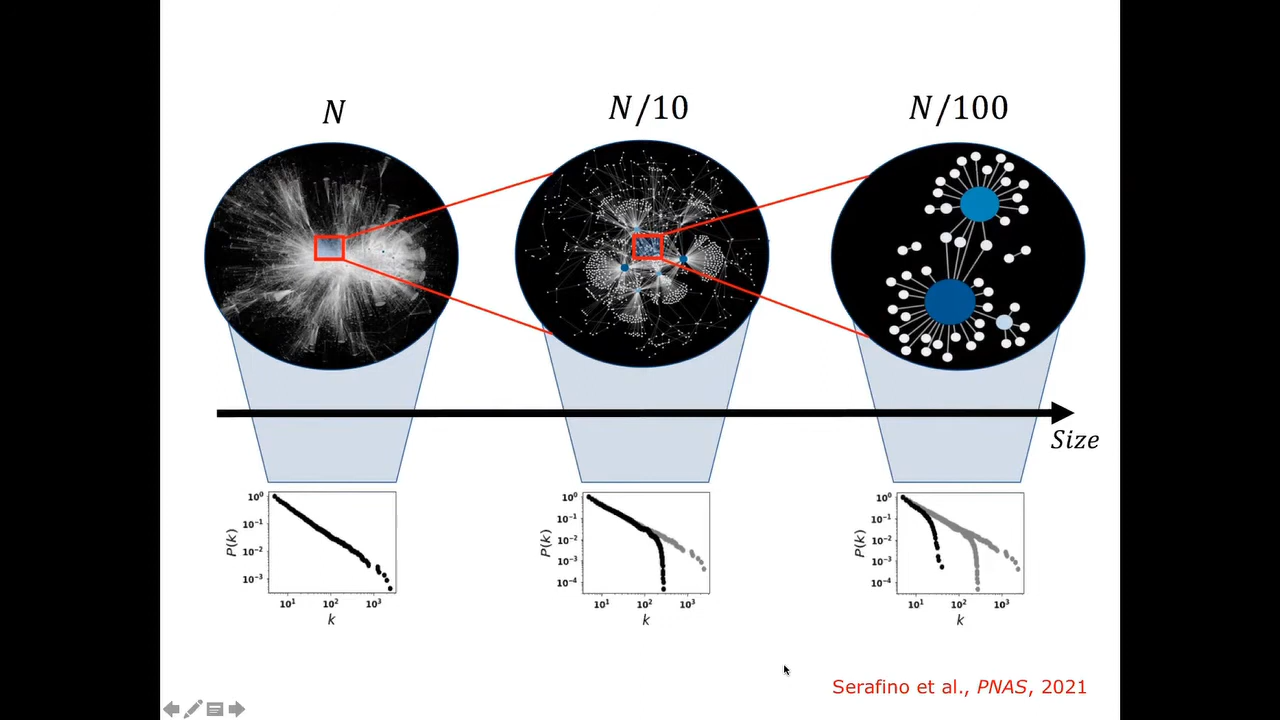 N
N/10
N/100
Size
10⁰
10⁻¹
10⁻²
10⁻³
P(k)
10¹
10²
10³
k
10⁰
10⁻¹
10⁻²
10⁻³
10⁻⁴
P(k)
10¹
10²
10³
k
10⁰
10⁻¹
10⁻²
10⁻³
10⁻⁴
P(k)
10¹
10²
10³
k
Serafino et al., PNAS, 2021